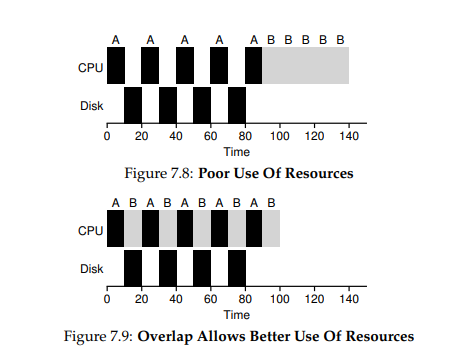 A A A A A B B B B B
CPU
Disk
0 20 40 60 80 100 120 140
Time
Figure 7.8: Poor Use Of Resources
A B A B A B A B A B
CPU
Disk
0 20 40 60 80 100 120 140
Time
Figure 7.9: Overlap Allows Better Use Of Resources